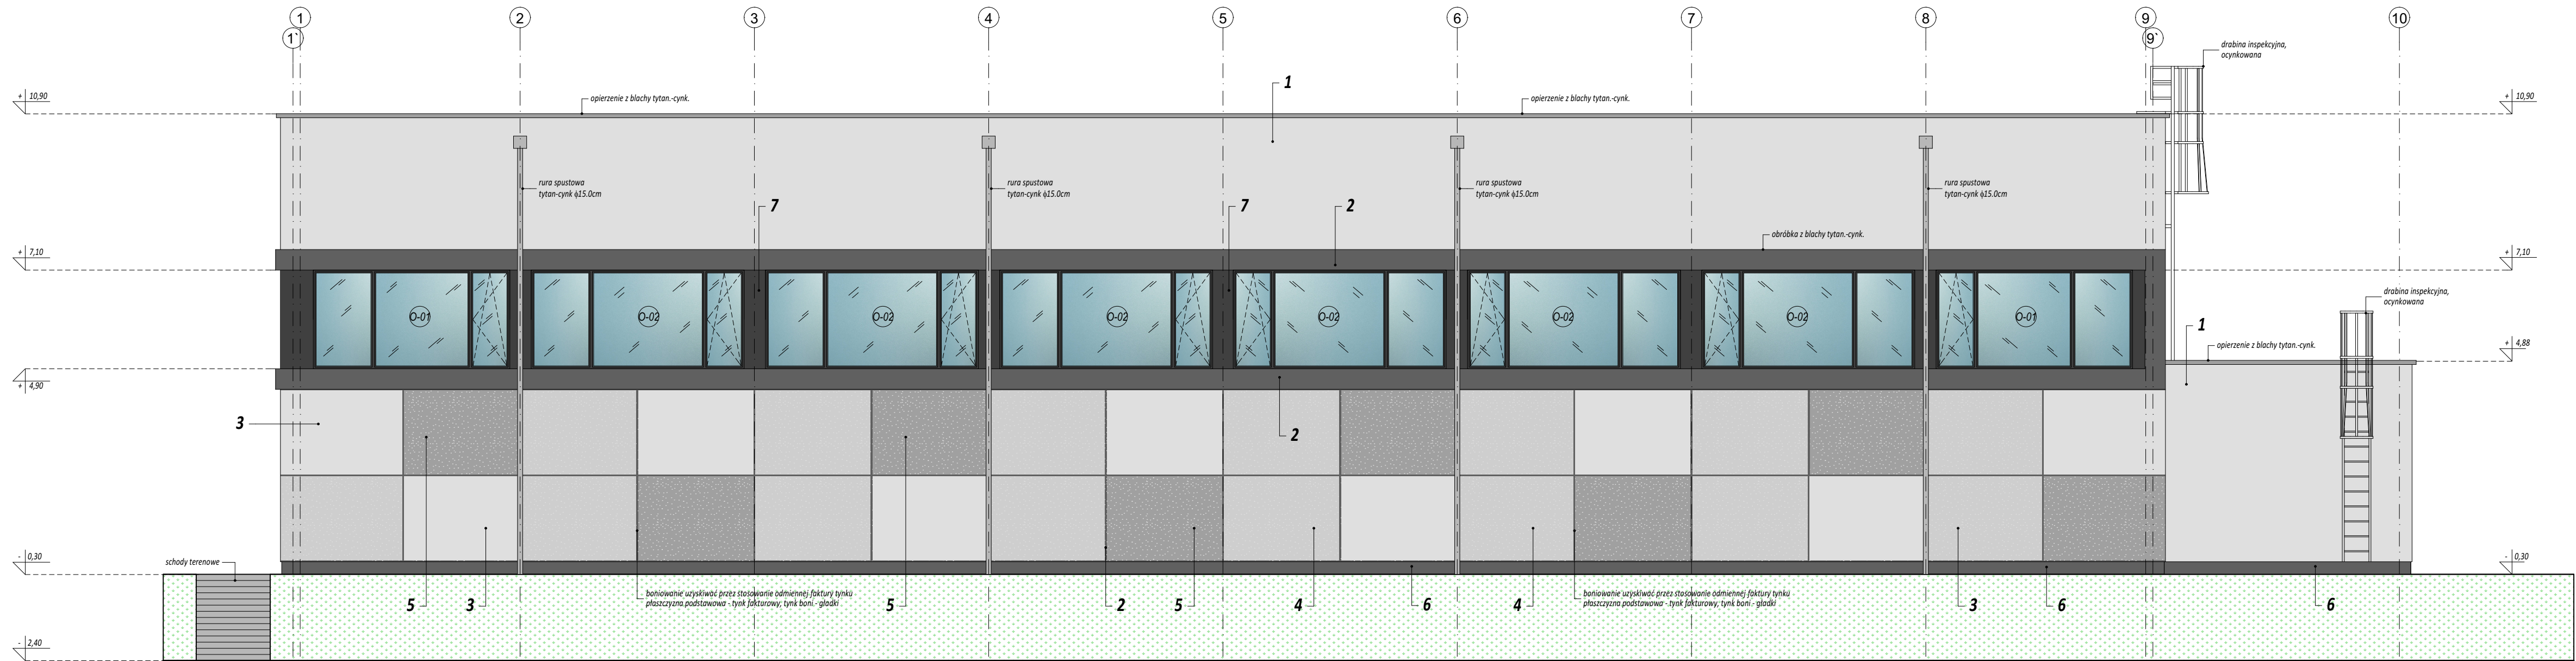 1 2 3 4 5 6 7 8 9 10
1` 9`
drabina inspekcyjna,
ocynkowana
1
+ 10,90
opierzenie z blachy tytan.-cynk.
opierzenie z blachy tytan.-cynk.
+ 10,90
rura spustowa
tytan-cynk ϕ15.0cm
rura spustowa
tytan-cynk ϕ15.0cm
rura spustowa
tytan-cynk ϕ15.0cm
rura spustowa
tytan-cynk ϕ15.0cm
7 7 2
obróbka z blachy tytan.-cynk.
+ 7,10
+ 7,10
drabina inspekcyjna,
ocynkowana
O-01 O-02 O-02 O-02 O-02 O-02 O-02 O-01
1
opierzenie z blachy tytan.-cynk.
+ 4,88
+ 4,90
3
2
- 0,30
- 0,30
schody terenowe
boniowanie uzyskiwać przez stosowanie odmiennej faktury tynku
płaszczyzna podstawowa - tynk fakturowy, tynk boni - gładki
boniowanie uzyskiwać przez stosowanie odmiennej faktury tynku
płaszczyzna podstawowa - tynk fakturowy, tynk boni - gładki
5 3 5 2 5 4 6 4 3 6 6
- 2,40